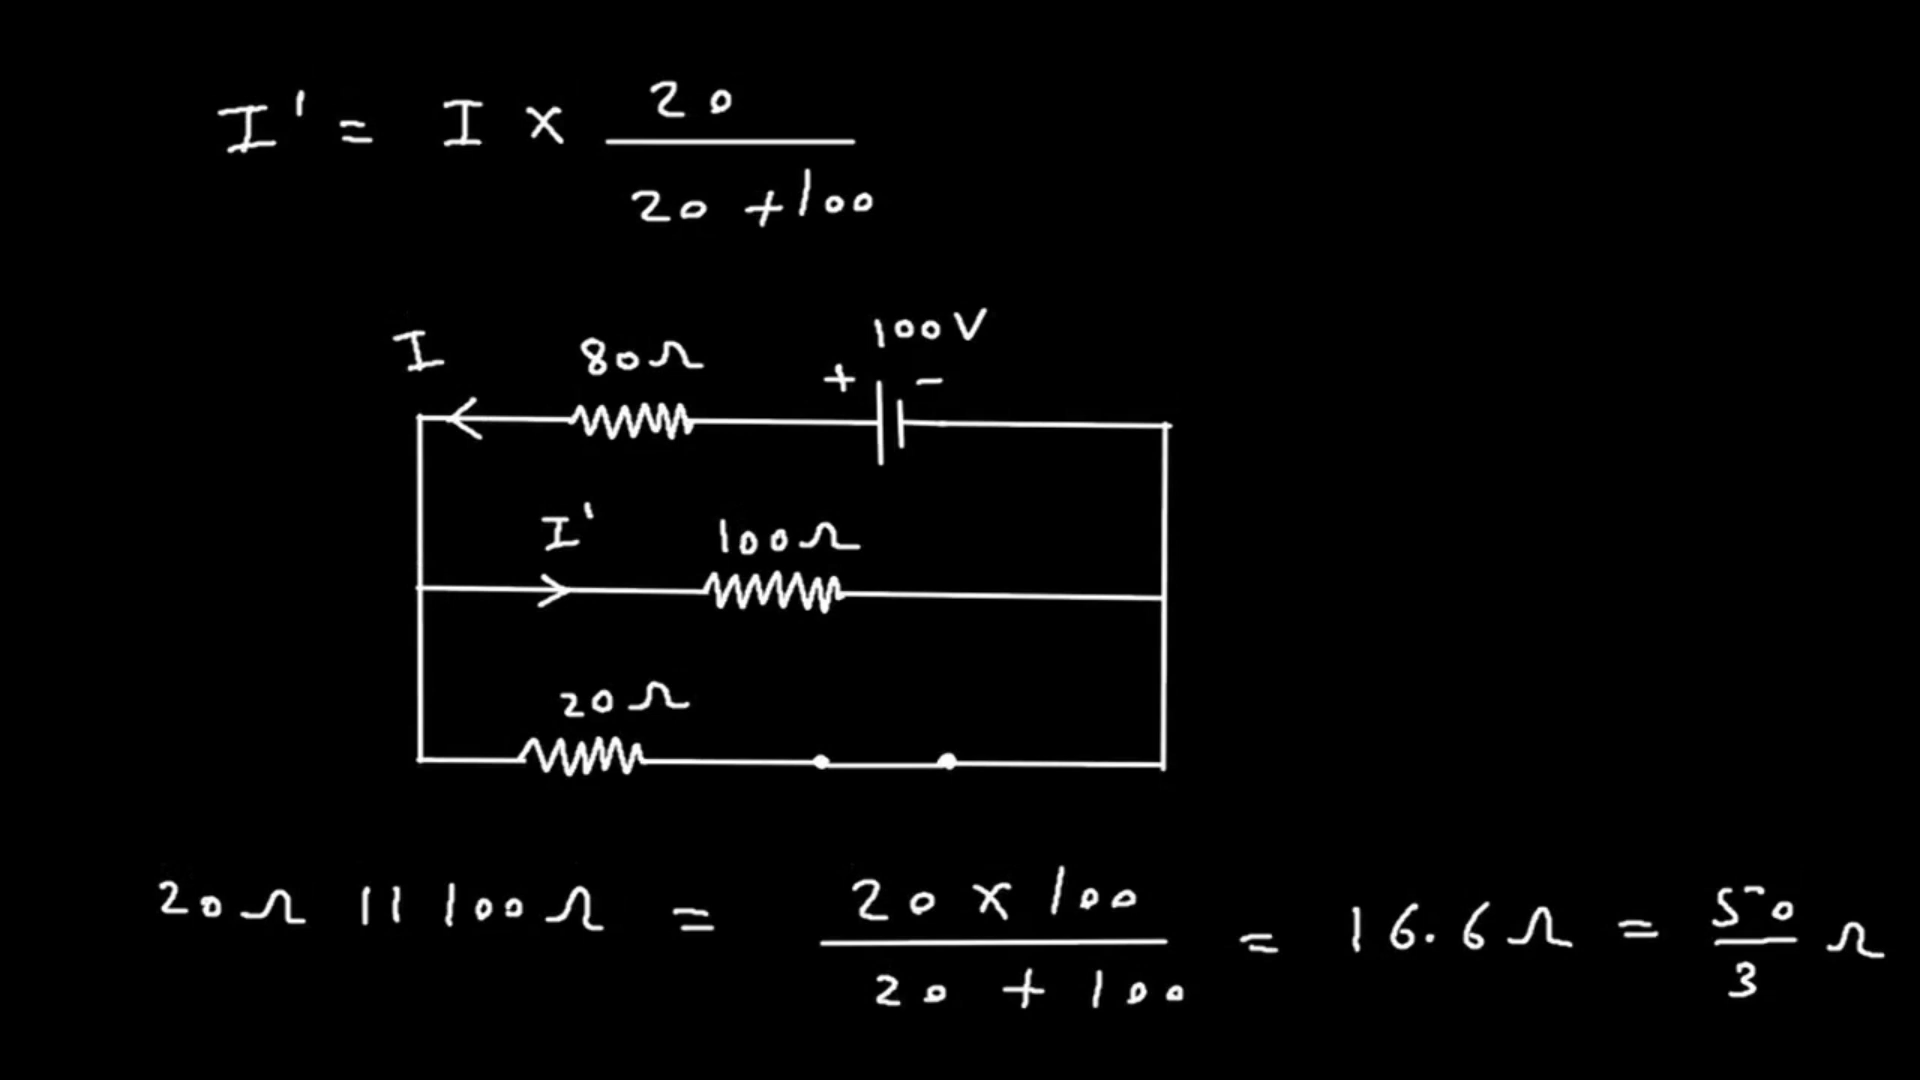 I' = I × 20 / 20 + 100
I 80Ω + 100V -
I' 100Ω
20Ω
20Ω || 100Ω = 20 × 100 / 20 + 100 = 16.6Ω = 50/3 Ω